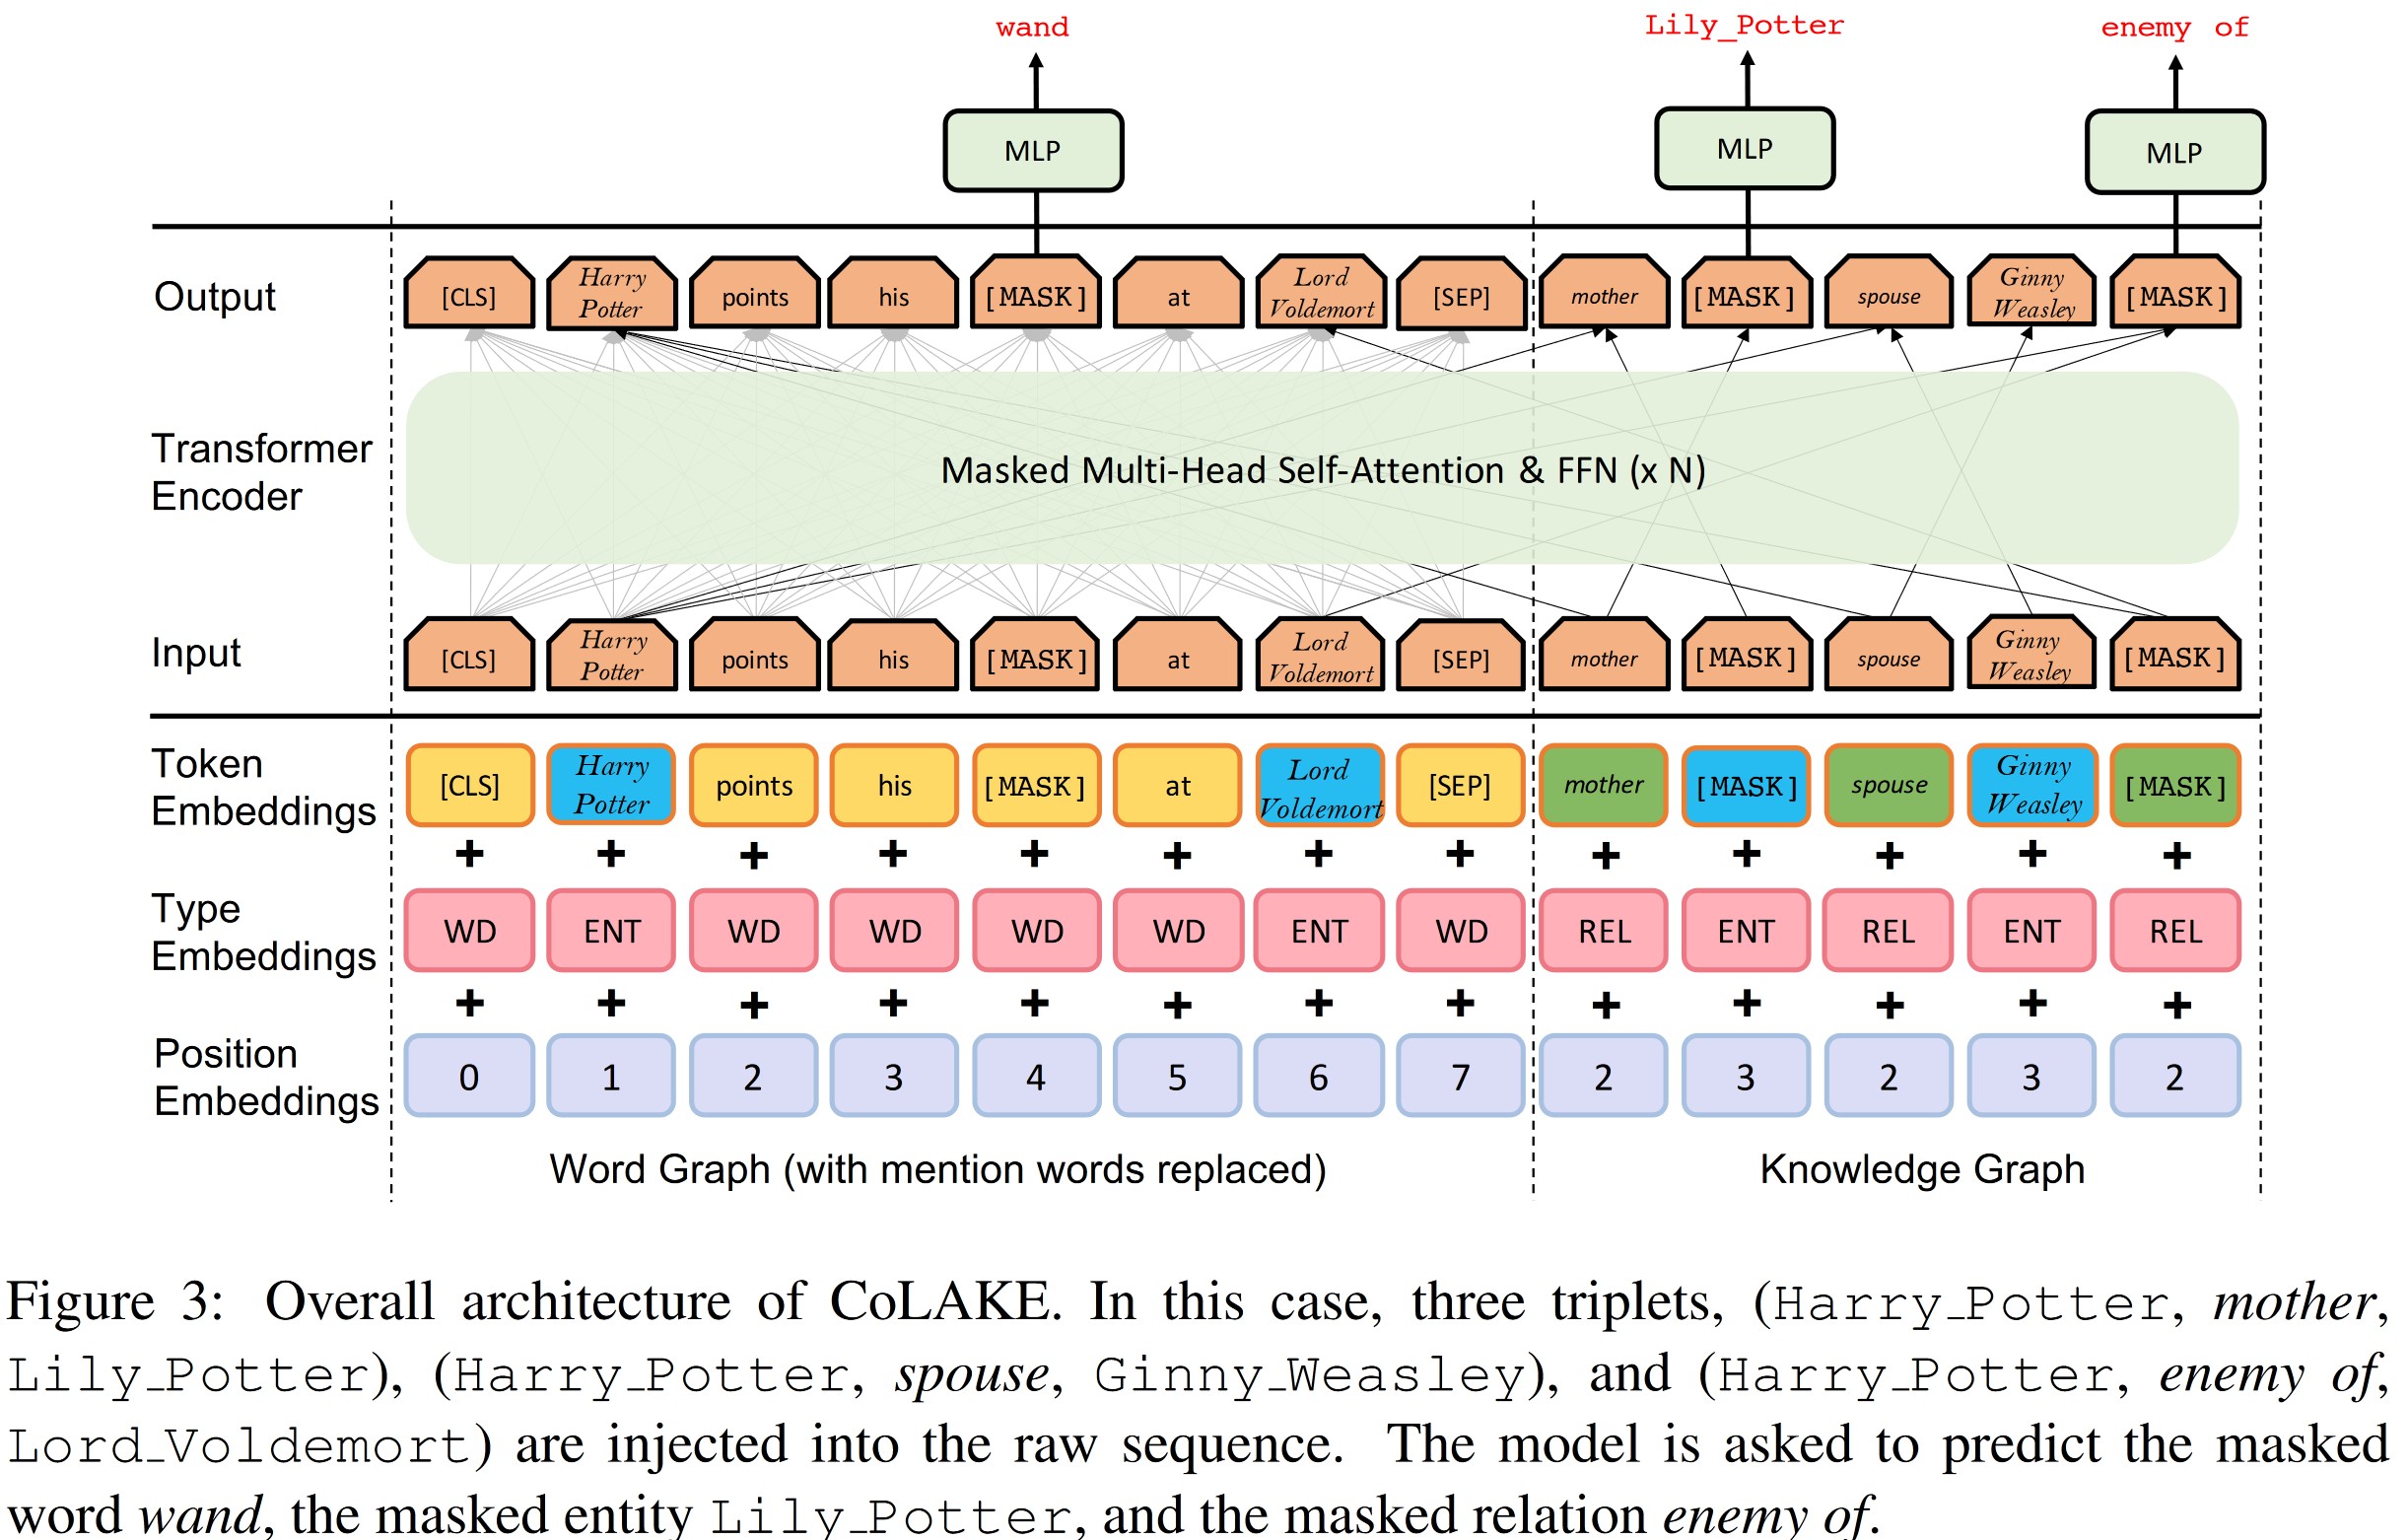 wand Lily_Potter enemy of
MLP MLP MLP
Output [CLS] Harry Potter points his [MASK] at Lord Voldemort [SEP] mother [MASK] spouse Ginny Weasley [MASK]
Transformer Encoder
Masked Multi-Head Self-Attention & FFN (x N)
Input [CLS] Harry Potter points his [MASK] at Lord Voldemort [SEP] mother [MASK] spouse Ginny Weasley [MASK]
Token Embeddings [CLS] Harry Potter points his [MASK] at Lord Voldemort [SEP] mother [MASK] spouse Ginny Weasley [MASK]
+ + + + + + + + + + + + +
Type Embeddings WD ENT WD WD WD WD ENT WD REL ENT REL ENT REL
+ + + + + + + + + + + + +
Position Embeddings 0 1 2 3 4 5 6 7 2 3 2 3 2
Word Graph (with mention words replaced) Knowledge Graph
Figure 3: Overall architecture of CoLAKE. In this case, three triplets, (Harry_Potter, mother,
Lily_Potter), (Harry_Potter, spouse, Ginny_Weasley), and (Harry_Potter, enemy of,
Lord_Voldemort) are injected into the raw sequence. The model is asked to predict the masked
word wand, the masked entity Lily_Potter, and the masked relation enemy of.